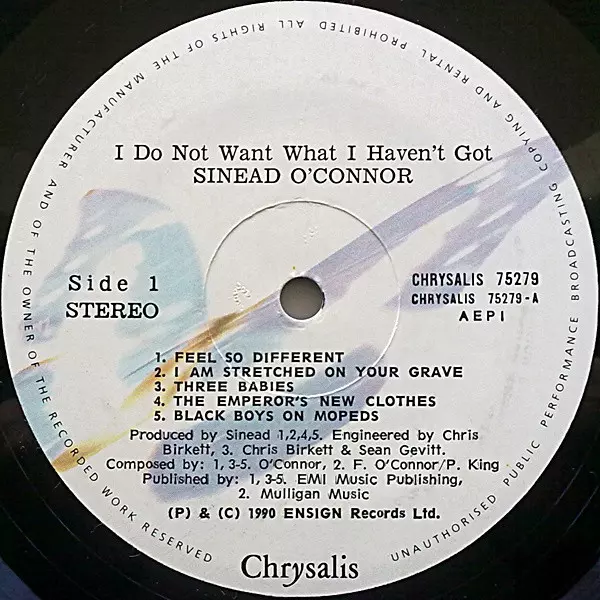 I Do Not Want What I Haven't Got
SINEAD O'CONNOR
Side 1
STEREO
CHRYSALIS 75279
CHRYSALIS 75279-A
AEPI
1. FEEL SO DIFFERENT
2. I AM STRETCHED ON YOUR GRAVE
3. THREE BABIES
4. THE EMPEROR'S NEW CLOTHES
5. BLACK BOYS ON MOPEDS
Produced by Sinead 1,2,4,5. Engineered by Chris
Birkett, 3. Chris Birkett & Sean Gevitt.
Composed by: 1, 3-5. O'Connor, 2. F. O'Connor/P. King
Published by: 1, 3-5. EMI Music Publishing,
2. Mulligan Music
(P) & (C) 1990 ENSIGN Records Ltd.
Chrysalis
ALL RIGHTS OF THE MANUFACTURER AND OF THE OWNER OF THE RECORDED WORK RESERVED
UNAUTHORISED PUBLIC PERFORMANCE BROADCASTING COPYING AND RENTAL PROHIBITED